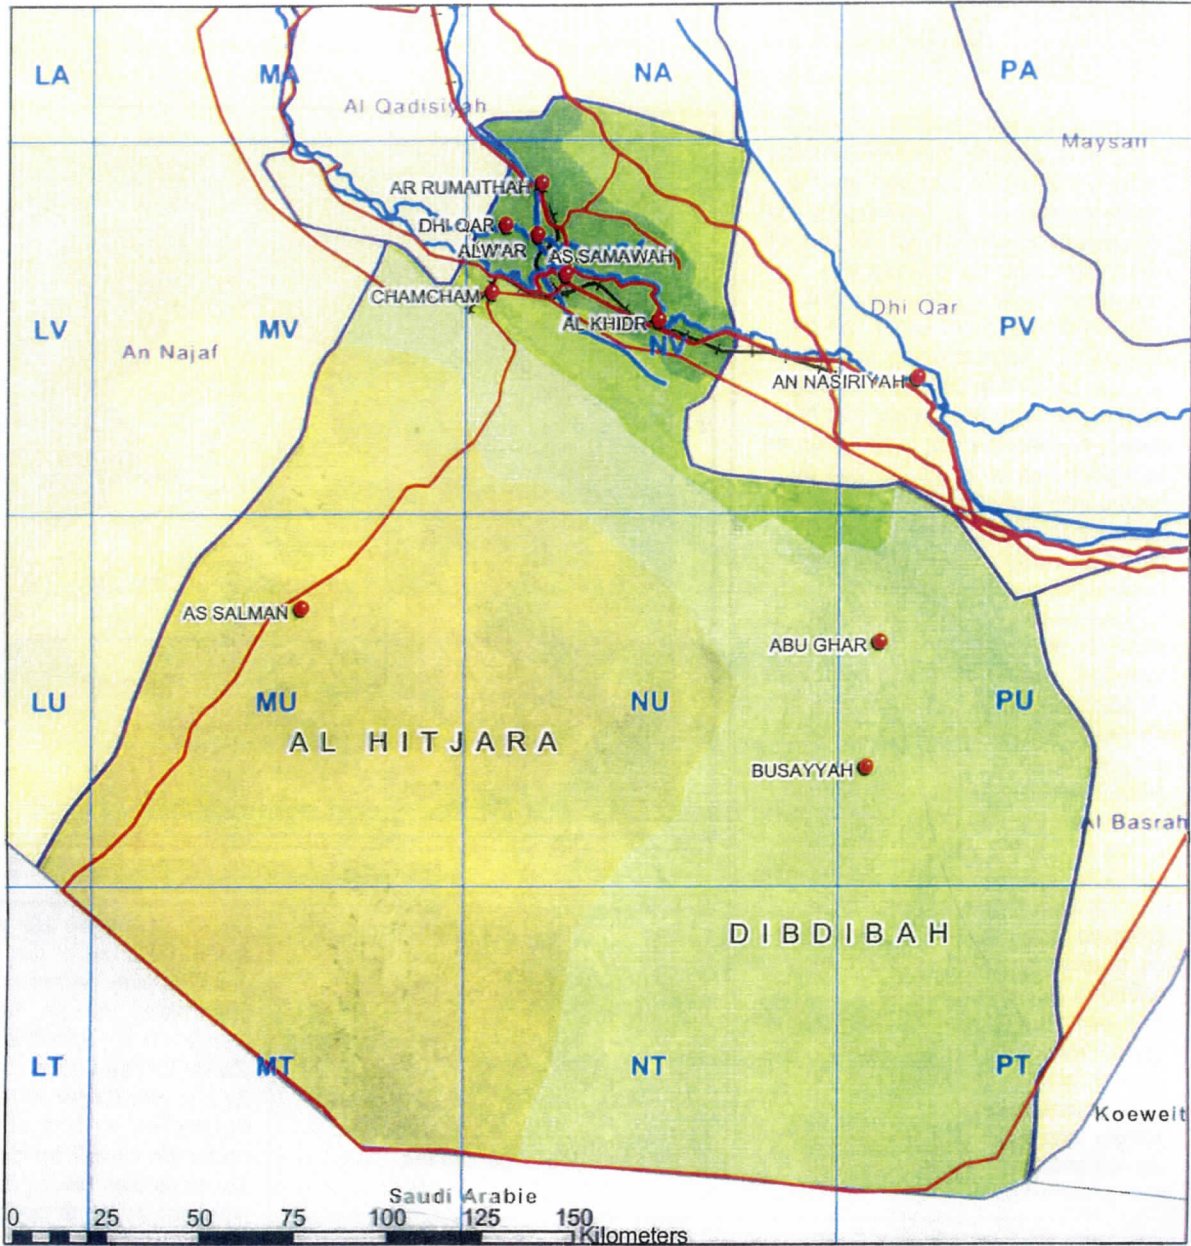 LA
MA
NA
PA
Al Qadisiyah
Maysan
AR RUMAITHAH
DHI QAR
ALWAR
AS SAMAWAH
CHAMCHAM
AL KHIDR
Dhi Qar
LV
MV
NV
PV
An Najaf
AN NASIRIYAH
AS SALMAN
ABU GHAR
LU
MU
NU
PU
AL HITJARA
BUSAYYAH
Al Basrah
DIBDIBAH
LT
MT
NT
PT
Koeweit
Saudi Arabie
0 25 50 75 100 125 150
Kilometers